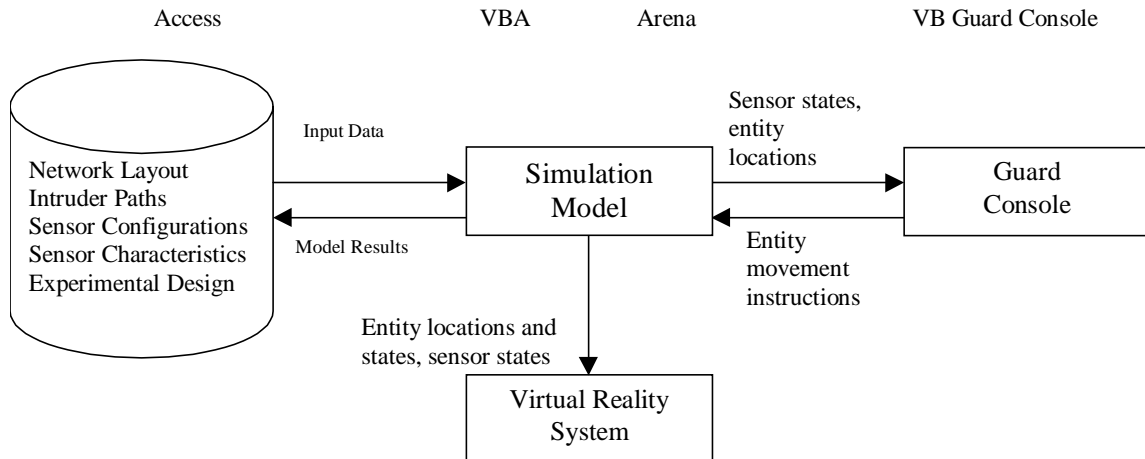 Access
VBA
Arena
VB Guard Console
Network Layout
Intruder Paths
Sensor Configurations
Sensor Characteristics
Experimental Design
Input Data
Model Results
Simulation
Model
Sensor states,
entity
locations
Entity
movement
instructions
Guard
Console
Entity locations and
states, sensor states
Virtual Reality
System